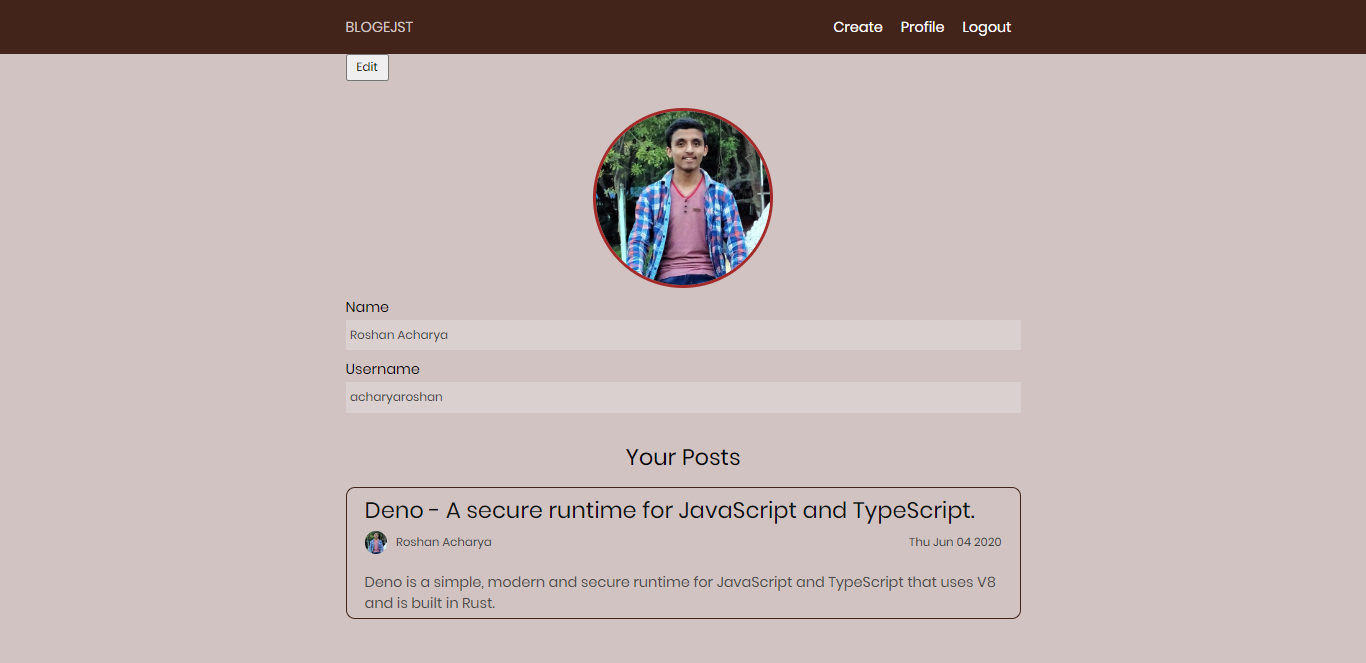 BLOGEJST Create Profile Logout
Edit
Name
Roshan Acharya
Username
acharyaroshan
Your Posts
Deno - A secure runtime for JavaScript and TypeScript.
Roshan Acharya Thu Jun 04 2020
Deno is a simple, modern and secure runtime for JavaScript and TypeScript that uses V8
and is built in Rust.